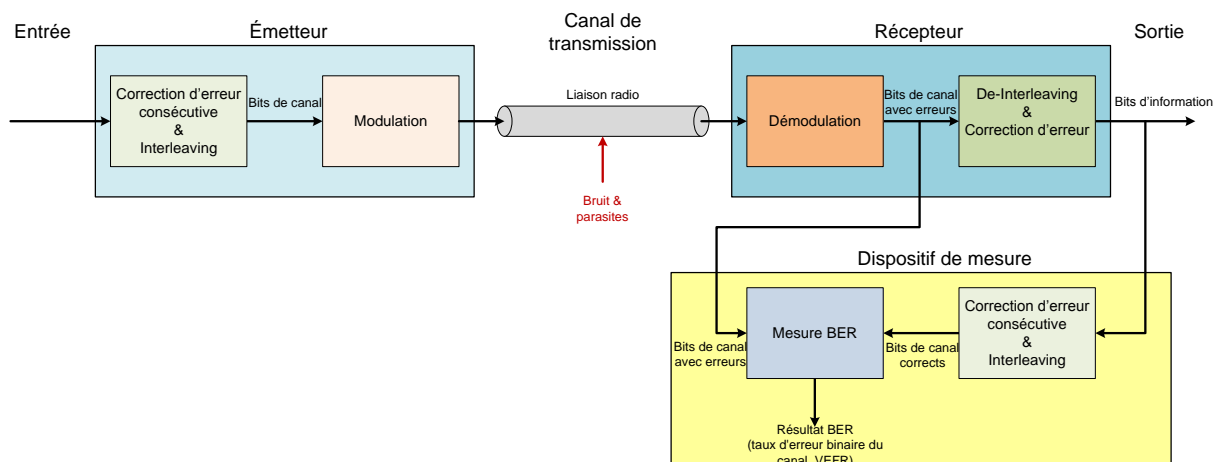 Entrée
Émetteur
Canal de
transmission
Récepteur
Sortie
Correction d'erreur
consécutive
&
Interleaving
Bits de canal
Modulation
Liaison radio
Bruit &
parasites
Démodulation
Bits de canal
avec erreurs
De-Interleaving
&
Correction d'erreur
Bits d'information
Dispositif de mesure
Bits de canal
avec erreurs
Mesure BER
Bits de canal
corrects
Correction d'erreur
consécutive
&
Interleaving
Résultat BER
(taux d'erreur binaire du
canal, VEFR)